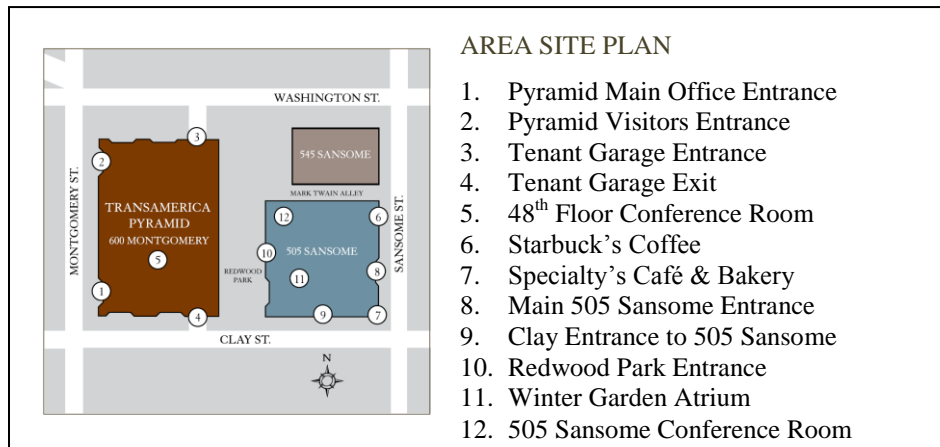 AREA SITE PLAN
1. Pyramid Main Office Entrance
2. Pyramid Visitors Entrance
3. Tenant Garage Entrance
4. Tenant Garage Exit
5. 48th Floor Conference Room
6. Starbuck's Coffee
7. Specialty's Café & Bakery
8. Main 505 Sansome Entrance
9. Clay Entrance to 505 Sansome
10. Redwood Park Entrance
11. Winter Garden Atrium
12. 505 Sansome Conference Room
WASHINGTON ST.
3
545 SANSOME
2
MARK TWAIN ALLEY
MONTGOMERY ST.
TRANSAMERICA
PYRAMID
600 MONTGOMERY
5
12
6
SANSOME ST.
10
505 SANSOME
REDWOOD
PARK
11
8
1
4
9
7
CLAY ST.
N